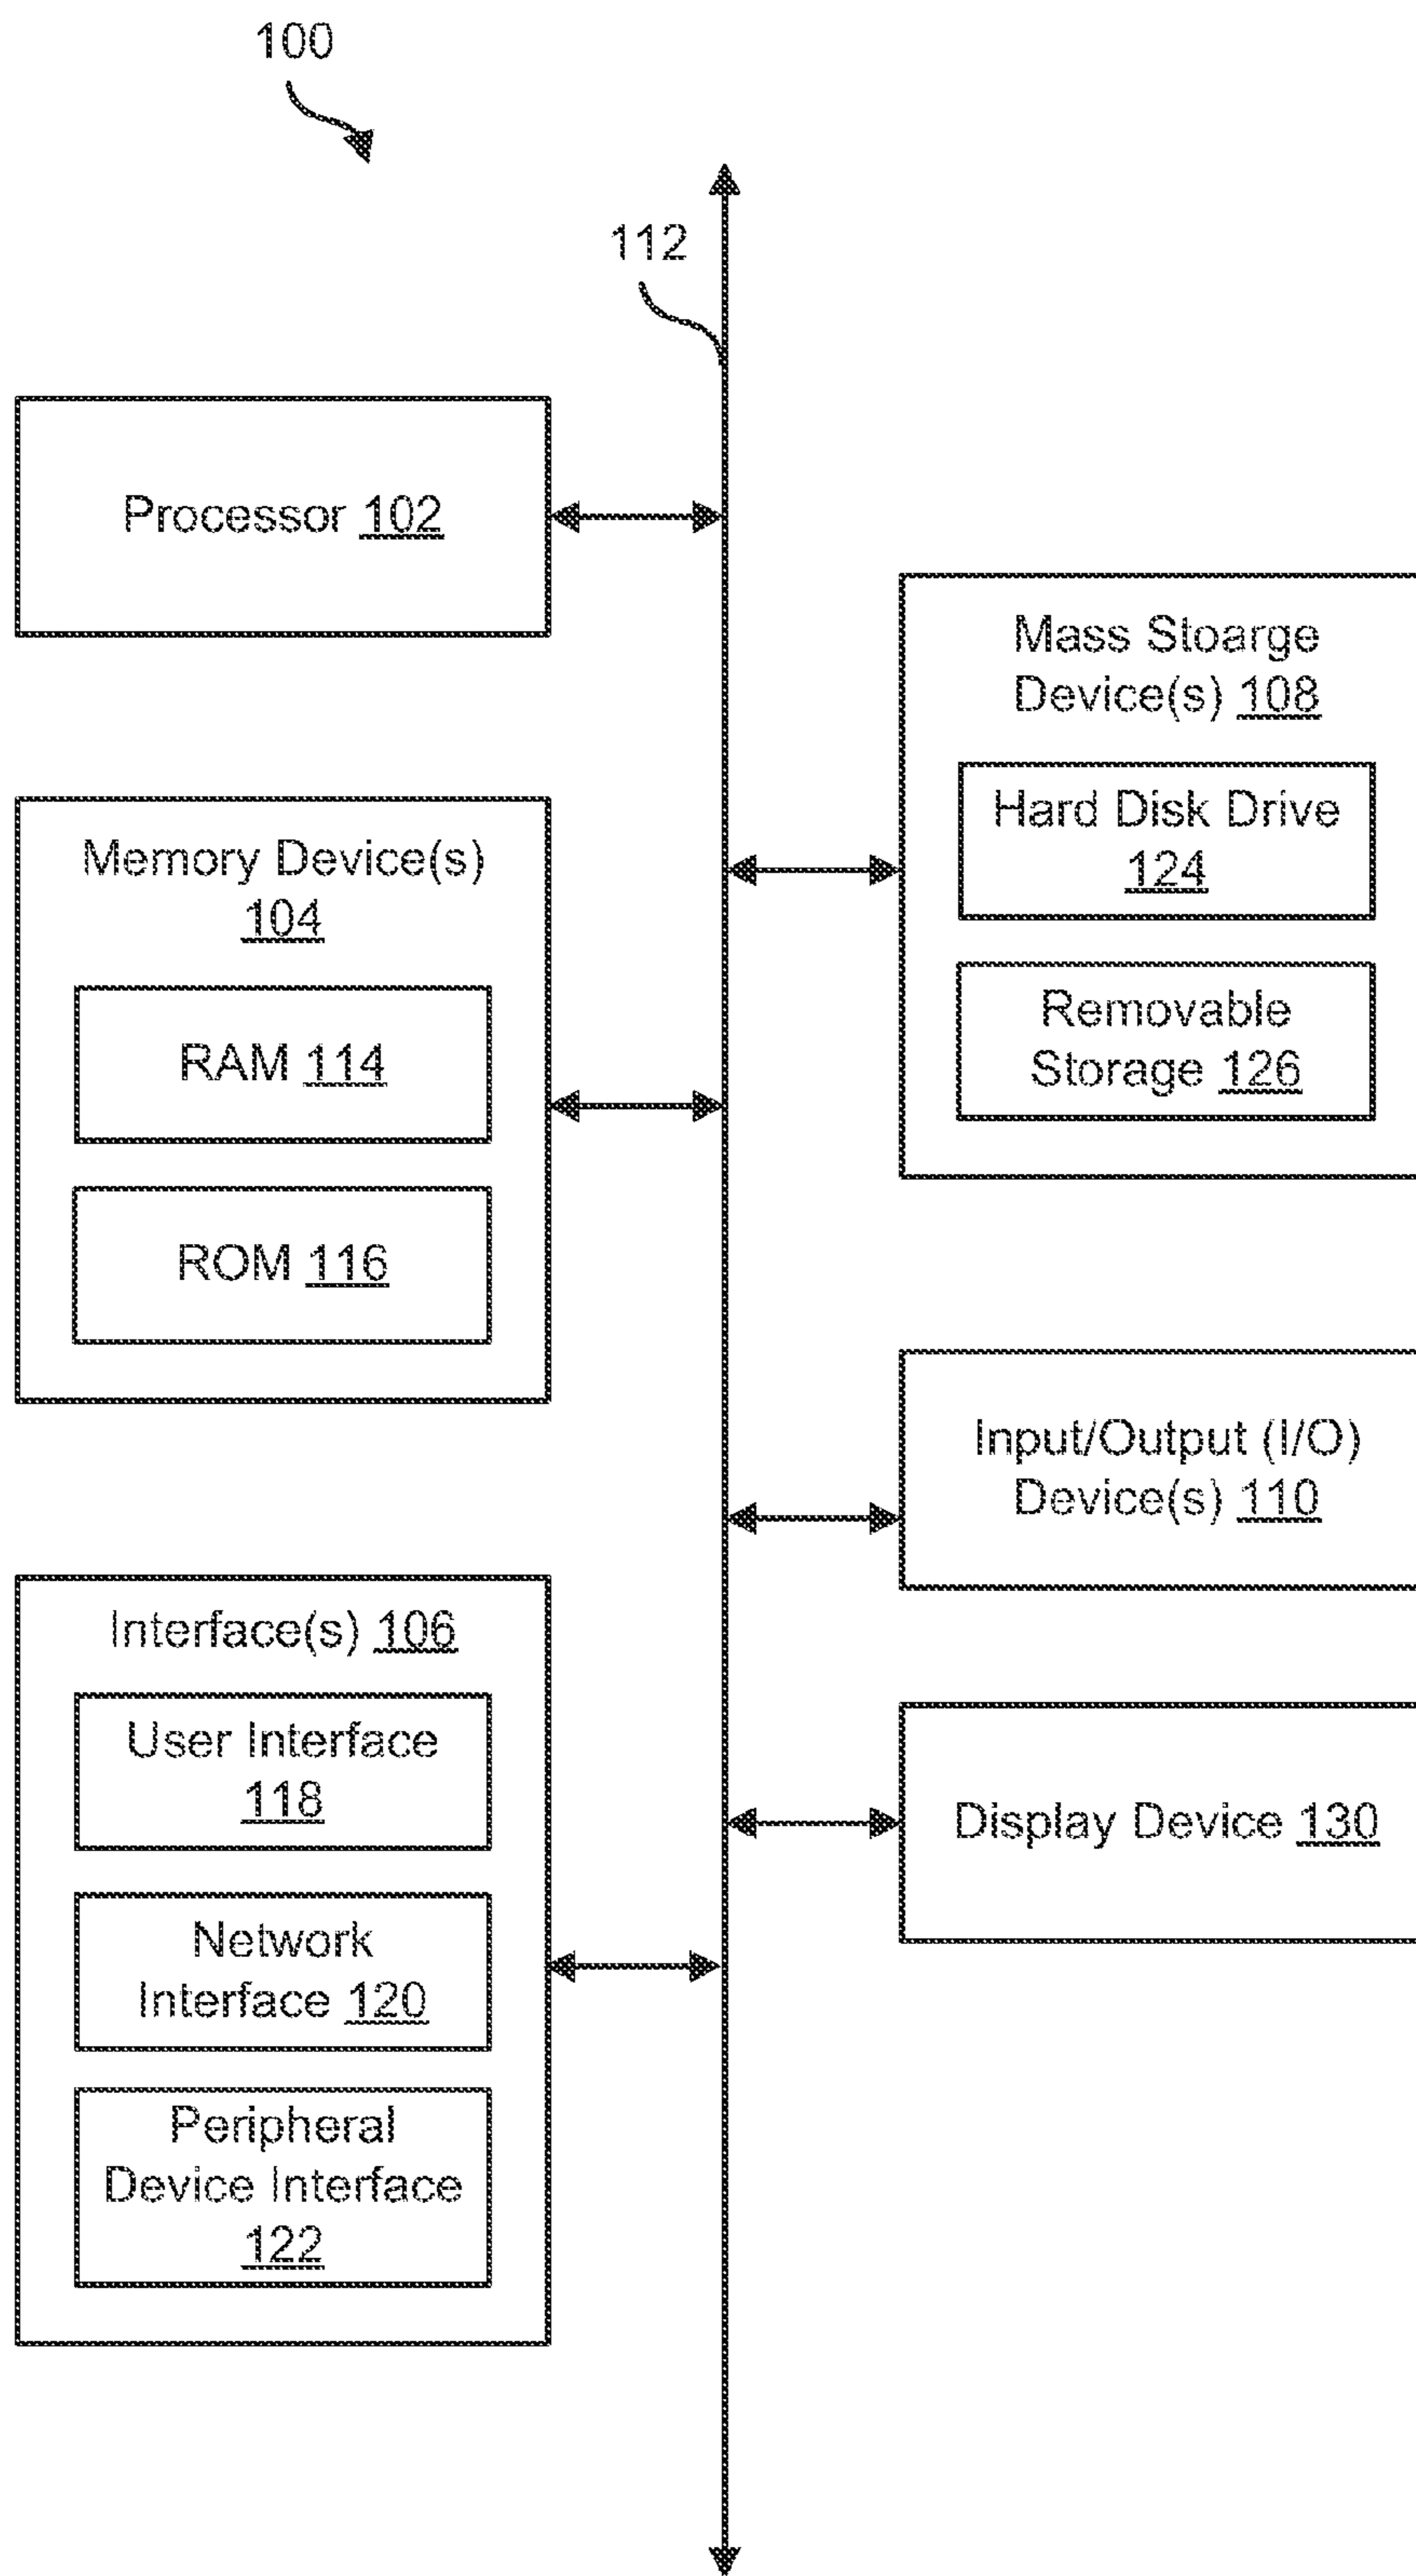 100
112
Processor 102
Memory Device(s)
104
RAM 114
ROM 116
Interface(s) 106
User Interface
118
Network
Interface 120
Peripheral
Device Interface
122
Mass Stoarge
Device(s) 108
Hard Disk Drive
124
Removable
Storage 126
Input/Output (I/O)
Device(s) 110
Display Device 130